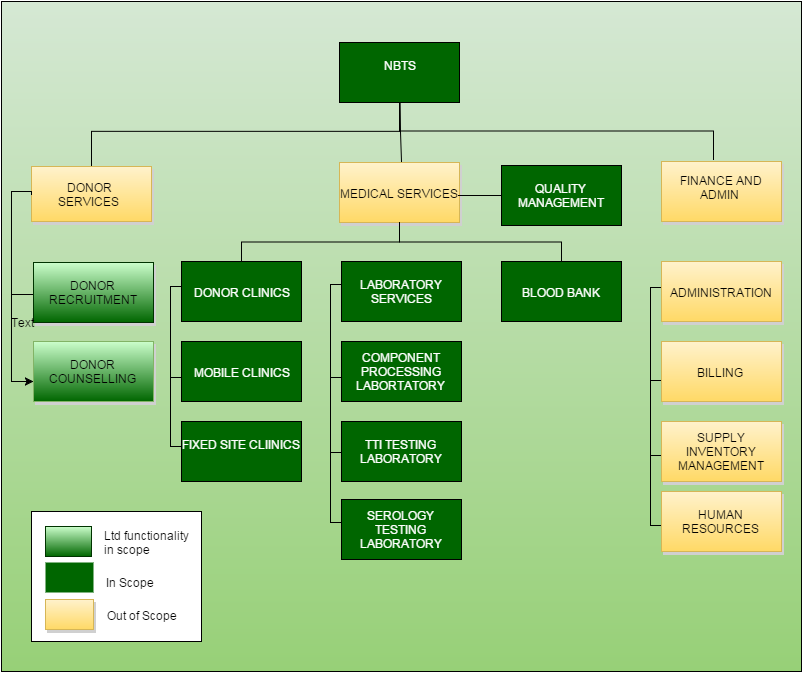 NBTS
DONOR
SERVICES
MEDICAL SERVICES
QUALITY
MANAGEMENT
FINANCE AND
ADMIN
DONOR
RECRUITMENT
Text
DONOR
COUNSELLING
DONOR CLINICS
MOBILE CLINICS
FIXED SITE CLIINICS
LABORATORY
SERVICES
COMPONENT
PROCESSING
LABORTATORY
TTI TESTING
LABORATORY
SEROLOGY
TESTING
LABORATORY
BLOOD BANK
ADMINISTRATION
BILLING
SUPPLY
INVENTORY
MANAGEMENT
HUMAN
RESOURCES
Ltd functionality
in scope
In Scope
Out of Scope